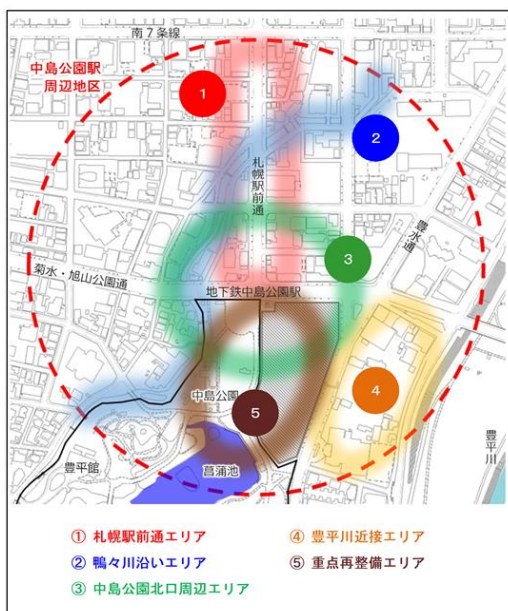 南7条線
中島公園駅
周辺地区
1
2
札幌駅前通
豊水通
3
菊水・旭山公園通
地下鉄中島公園駅
4
中島公園
5
豊平館
菖蒲池
豊平川
① 札幌駅前通エリア
② 鴨々川沿いエリア
③ 中島公園北口周辺エリア
④ 豊平川近接エリア
⑤ 重点再整備エリア